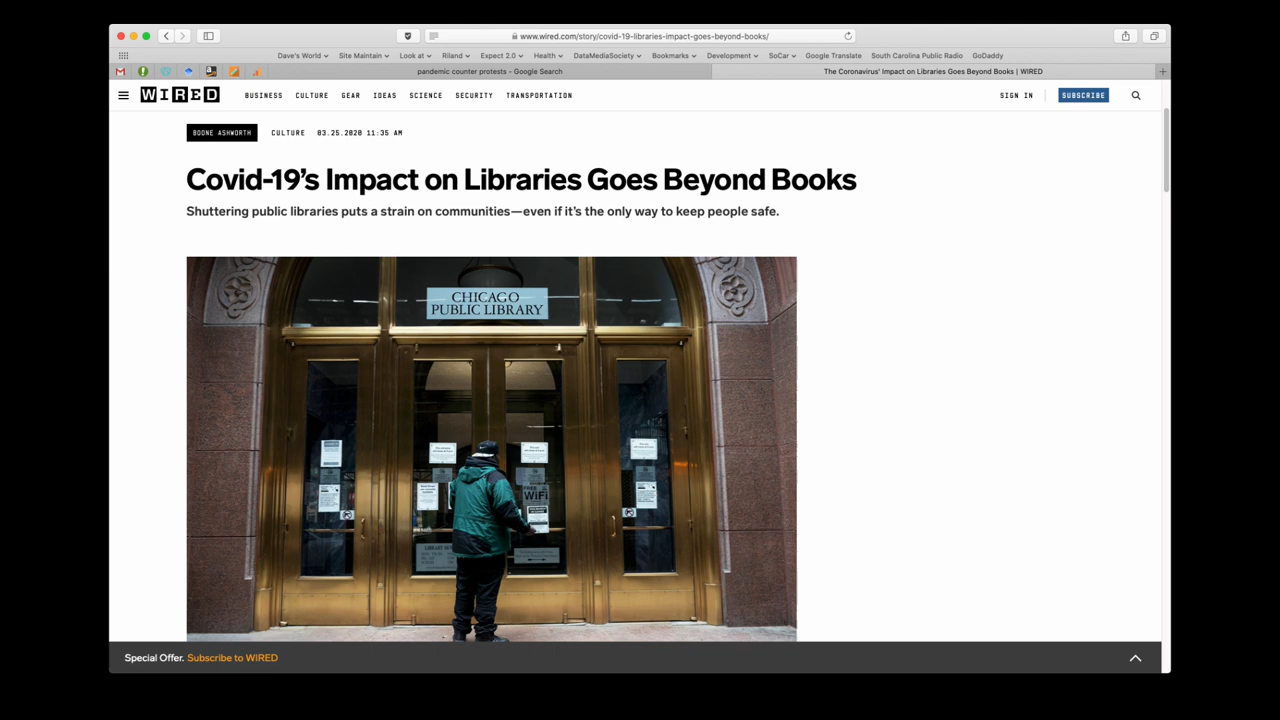 www.wired.com/story/covid-19-libraries-impact-goes-beyond-books/
Dave's World Site Maintain Look at Riland Expect 2.0 Health DataMediaSociety Bookmarks Development SoCar Google Translate South Carolina Public Radio GoDaddy
pandemic counter protests - Google Search The Coronavirus' Impact on Libraries Goes Beyond Books | WIRED
WIRED BUSINESS CULTURE GEAR IDEAS SCIENCE SECURITY TRANSPORTATION SIGN IN SUBSCRIBE
BOONE ASHWORTH CULTURE 03.25.2020 11:35 AM
Covid-19's Impact on Libraries Goes Beyond Books
Shuttering public libraries puts a strain on communities—even if it's the only way to keep people safe.
CHICAGO
PUBLIC LIBRARY
FREE
WiFi
Special Offer. Subscribe to WIRED